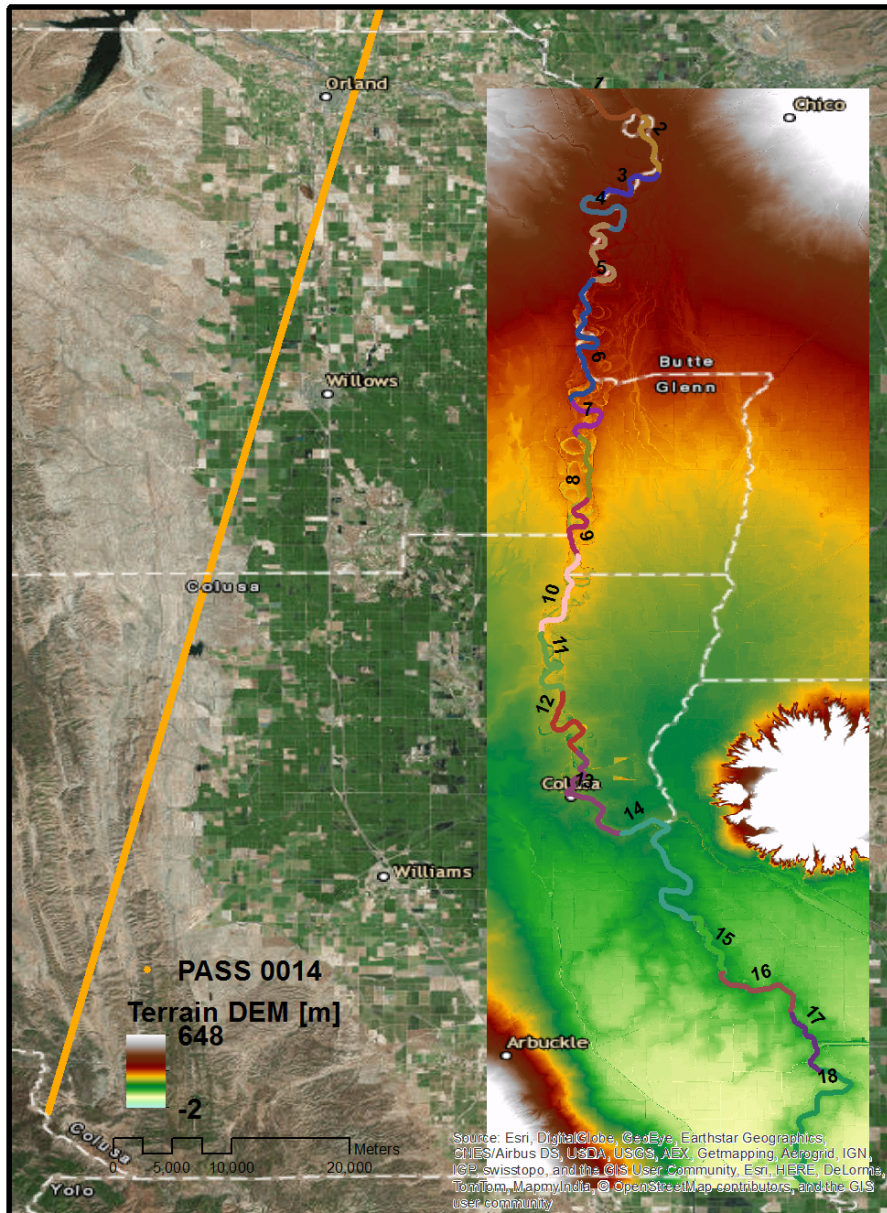 1
Orland
Chico
2
3
4
5
6
Butte
Glenn
Willows
7
8
9
Colusa
10
11
12
13
Colusa
14
Williams
15
16
17
18
PASS 0014
Terrain DEM [m]
648
-2
Arbuckle
Colusa
Yolo
Meters
0 5,000 10,000 20,000
Source: Esri, DigitalGlobe, GeoEye, Earthstar Geographics,
CNES/Airbus DS, USDA, USGS, AEX, Getmapping, Aerogrid, IGN,
IGP, swisstopo, and the GIS User Community, Esri, HERE, DeLorme,
TomTom, MapmyIndia, © OpenStreetMap contributors, and the GIS
user community